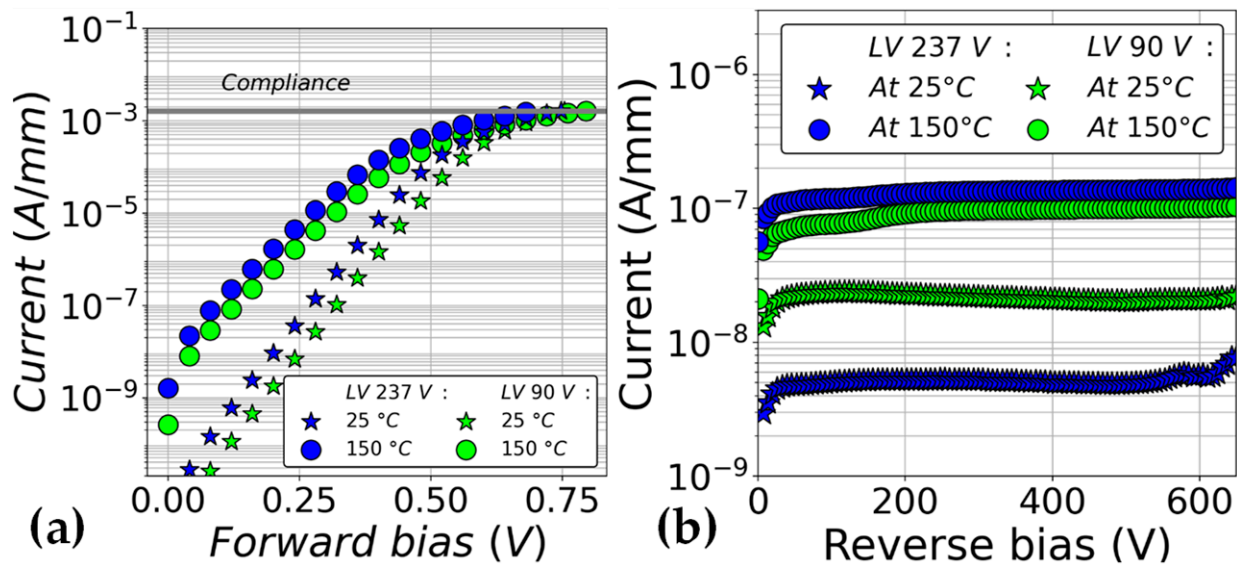 10⁻¹
10⁻³
10⁻⁵
10⁻⁷
10⁻⁹
Current (A/mm)
Compliance
LV 237 V : LV 90 V :
25 °C 25 °C
150 °C 150 °C
0.00 0.25 0.50 0.75
Forward bias (V)
(a)
10⁻⁶
10⁻⁷
10⁻⁸
10⁻⁹
Current (A/mm)
LV 237 V : LV 90 V :
At 25°C At 25°C
At 150°C At 150°C
0 200 400 600
Reverse bias (V)
(b)